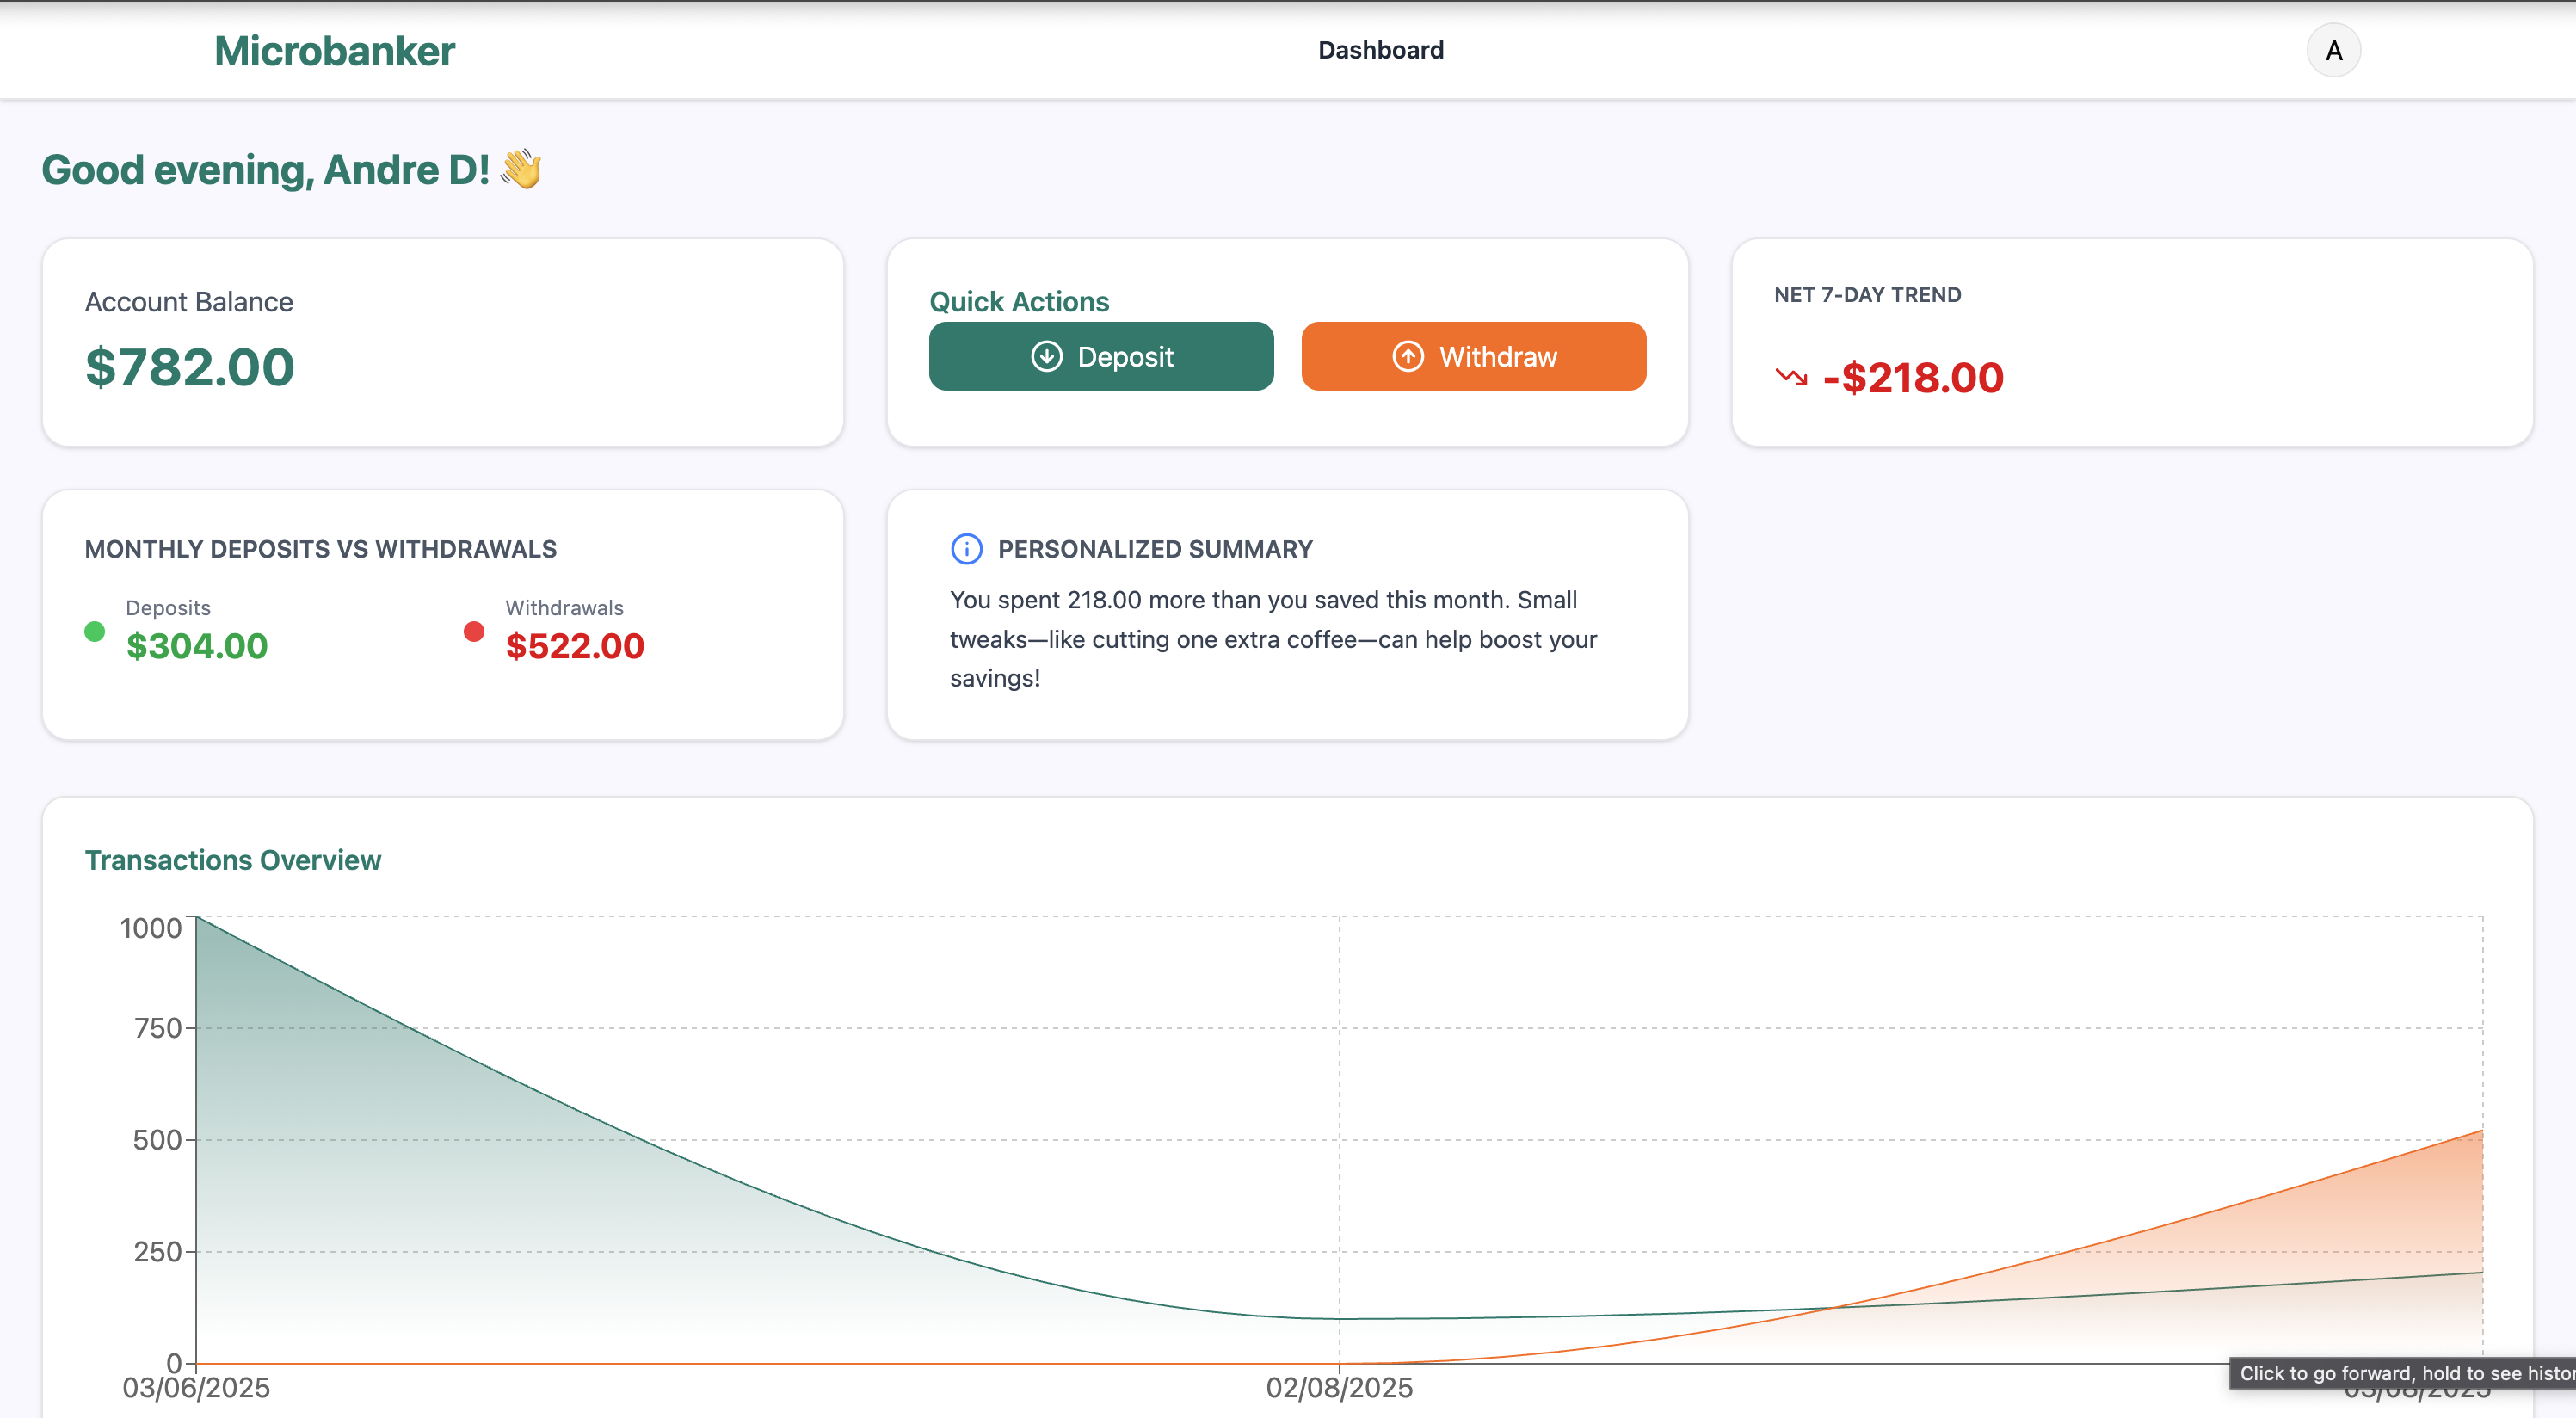 Microbanker
Dashboard
A
Good evening, Andre D! 👋
Account Balance
$782.00
Quick Actions
Deposit
Withdraw
NET 7-DAY TREND
-$218.00
MONTHLY DEPOSITS VS WITHDRAWALS
Deposits
$304.00
Withdrawals
$522.00
PERSONALIZED SUMMARY
You spent 218.00 more than you saved this month. Small
tweaks—like cutting one extra coffee—can help boost your
savings!
Transactions Overview
1000
750
500
250
0
03/06/2025
02/08/2025
03/08/2025
Click to go forward, hold to see histor